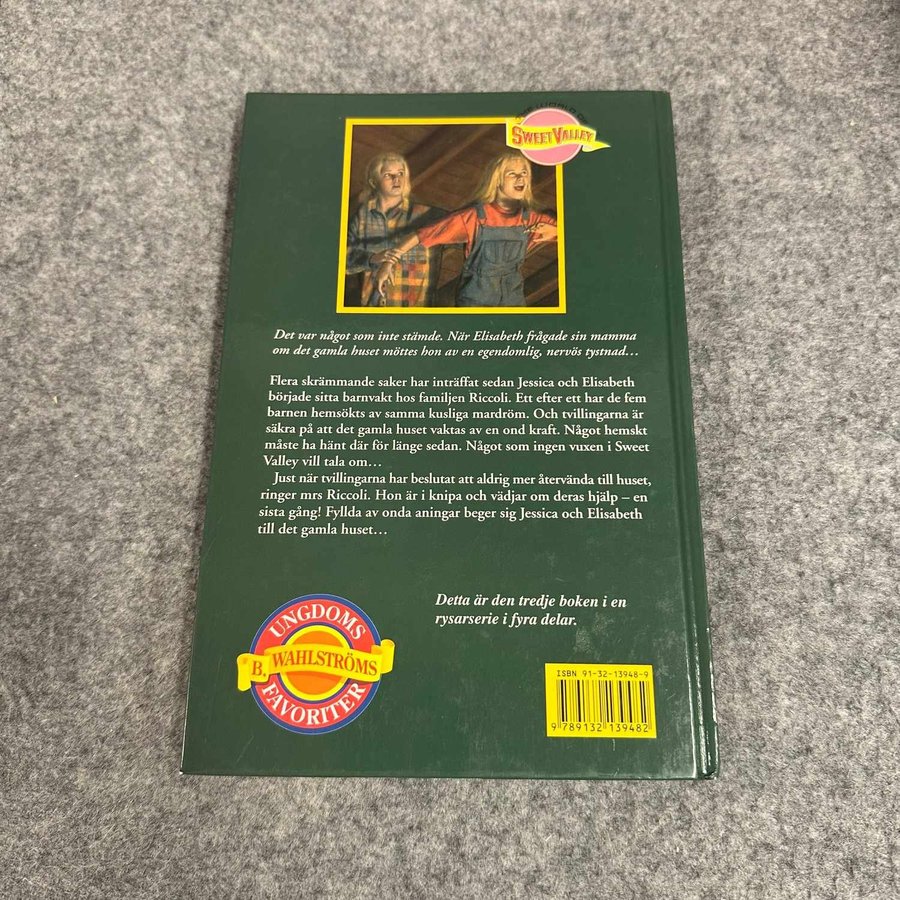 THE WORLD OF
SWEET VALLEY
Det var något som inte stämde. När Elisabeth frågade sin mamma
om det gamla huset möttes hon av en egendomlig, nervös tystnad…
Flera skrämmande saker har inträffat sedan Jessica och Elisabeth
började sitta barnvakt hos familjen Riccoli. Ett efter ett har de fem
barnen hemsökts av samma kusliga mardröm. Och tvillingarna är
säkra på att det gamla huset vaktas av en ond kraft. Något hemskt
måste ha hänt där för länge sedan. Något som ingen vuxen i Sweet
Valley vill tala om…
Just när tvillingarna har beslutat att aldrig mer återvända till huset,
ringer mrs Riccoli. Hon är i knipa och vädjar om deras hjälp – en
sista gång! Fyllda av onda aningar beger sig Jessica och Elisabeth
till det gamla huset…
Detta är den tredje boken i en
rysarserie i fyra delar.
UNGDOMS
B. WAHLSTRÖMS
FAVORITER
ISBN 91-32-13948-9
9 789132 139482